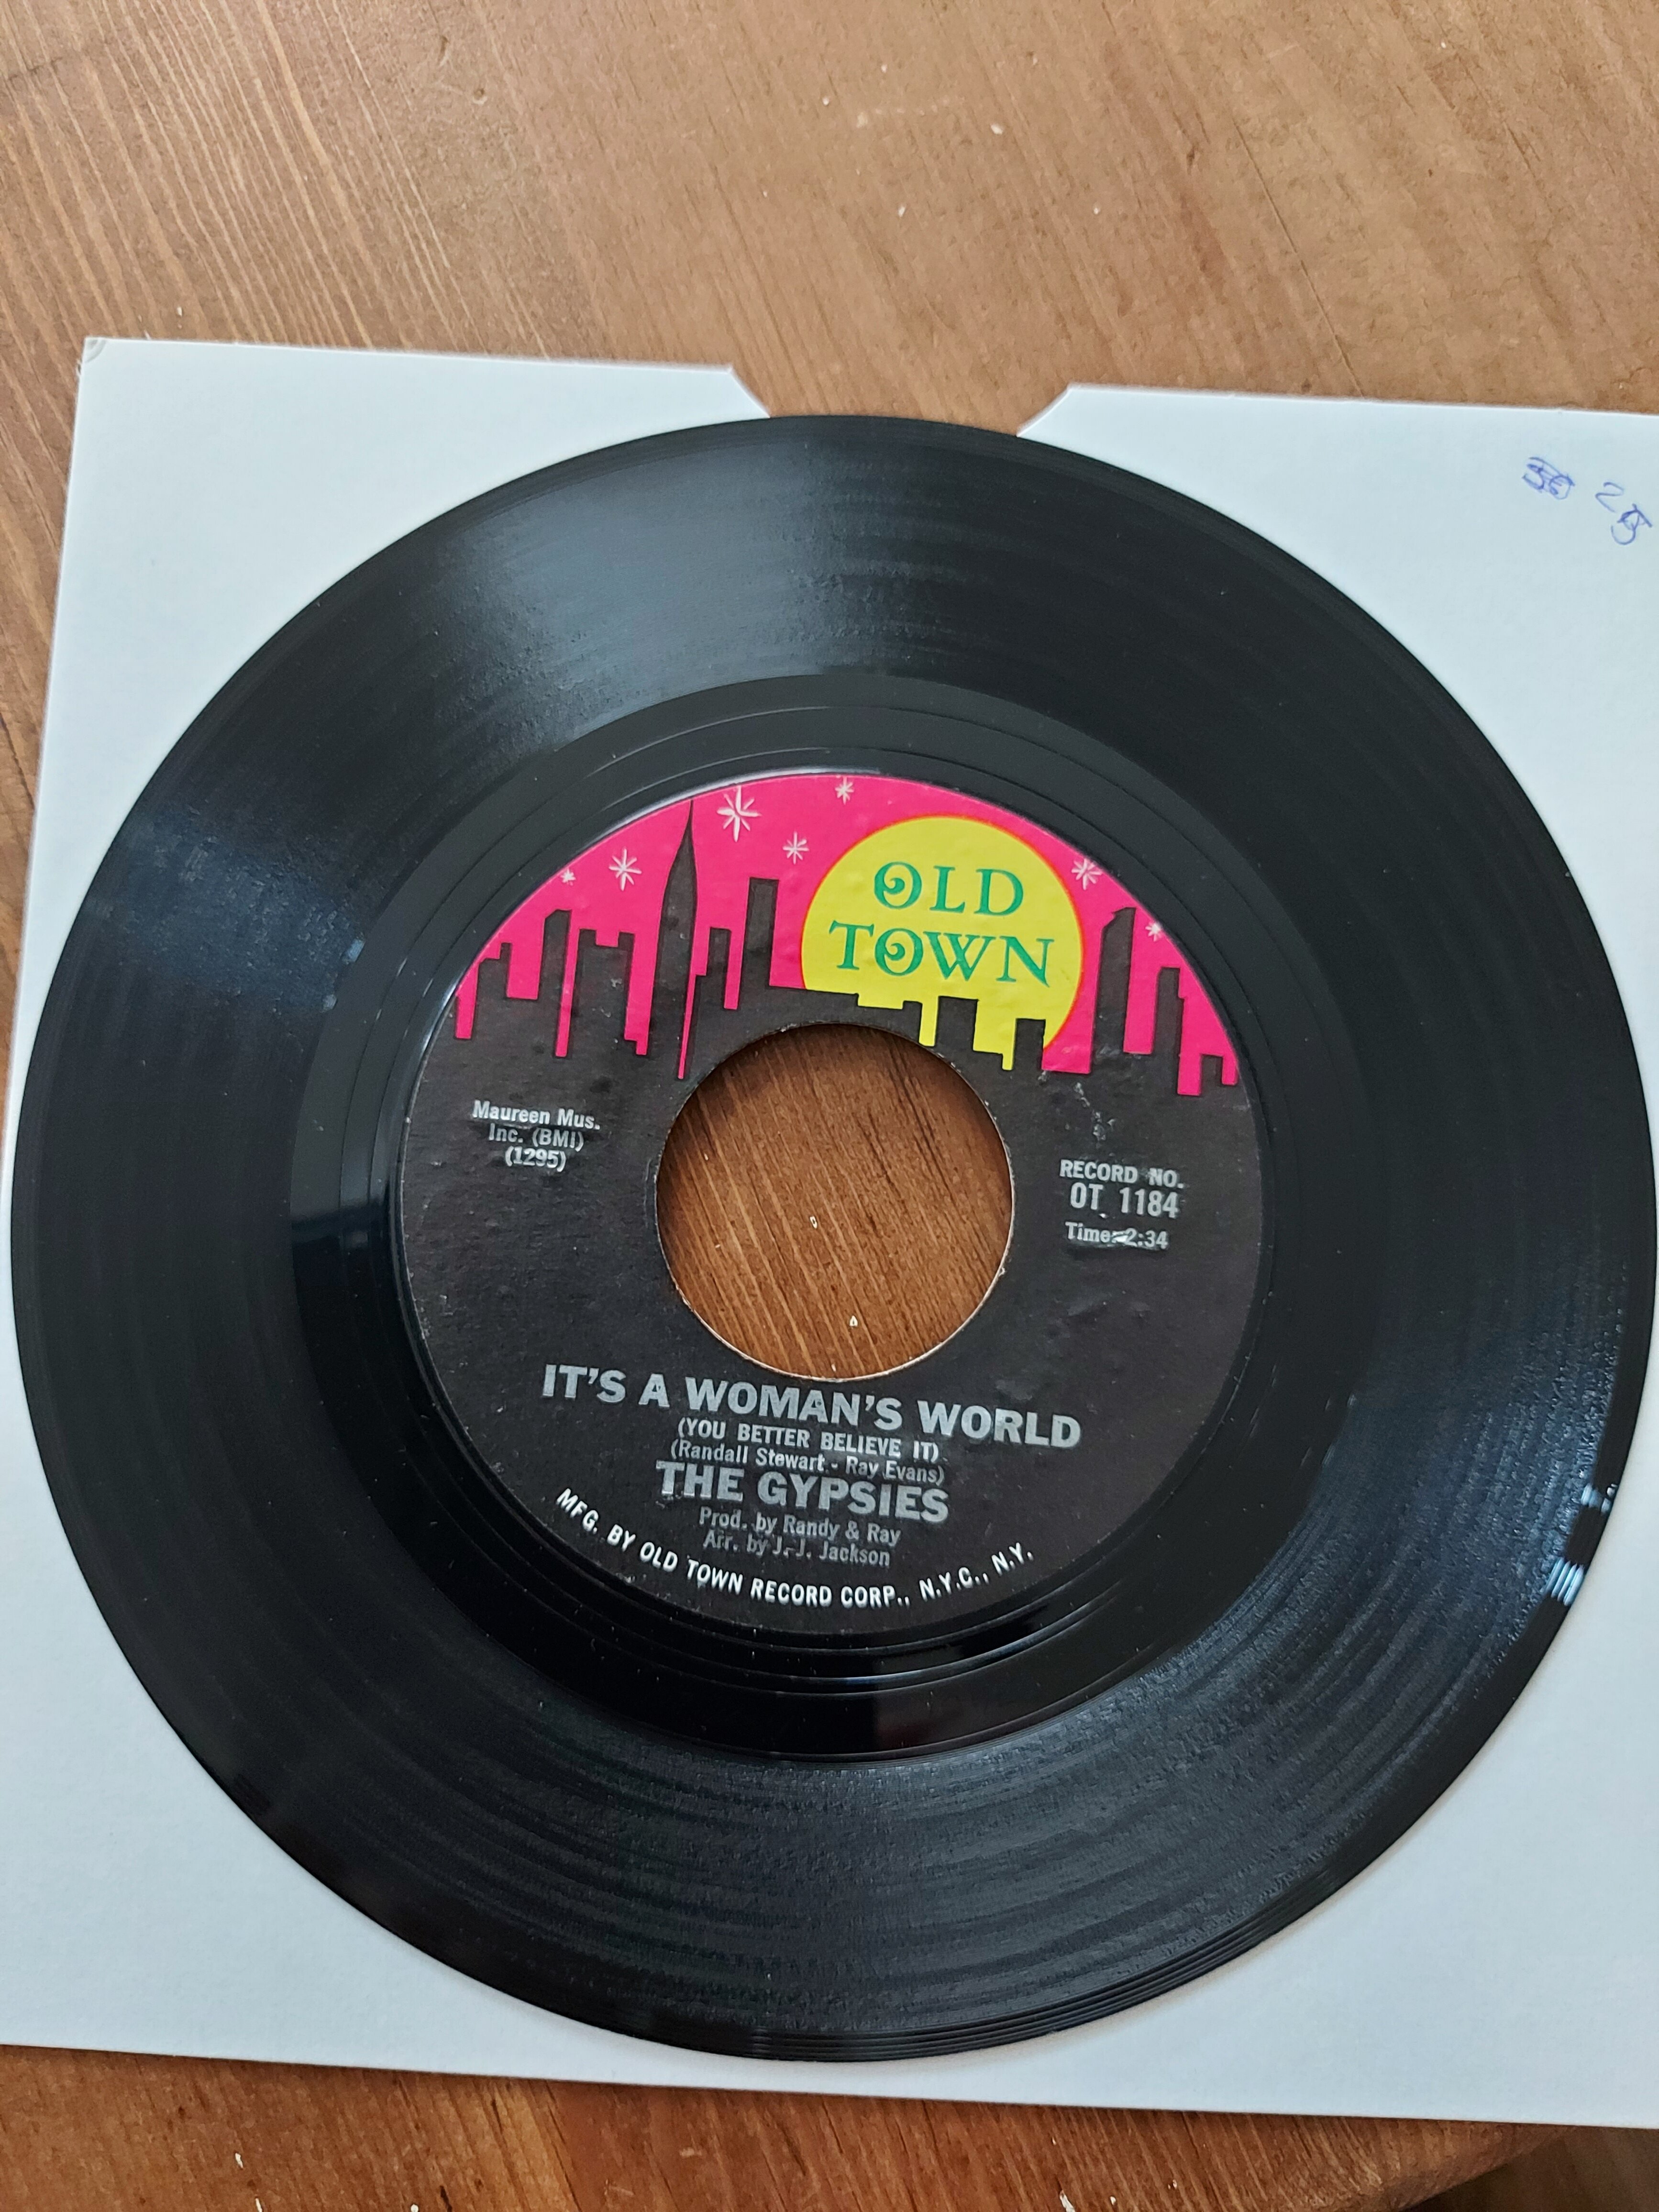 25
OLD
TOWN
Maureen Mus.
Inc. (BMI)
(1295)
RECORD NO.
OT 1184
Time: 2:34
IT'S A WOMAN'S WORLD
(YOU BETTER BELIEVE IT)
(Randall Stewart - Ray Evans)
THE GYPSIES
Prod. by Randy & Ray
Arr. by J. J. Jackson
MFG. BY OLD TOWN RECORD CORP., N.Y.C., N.Y.